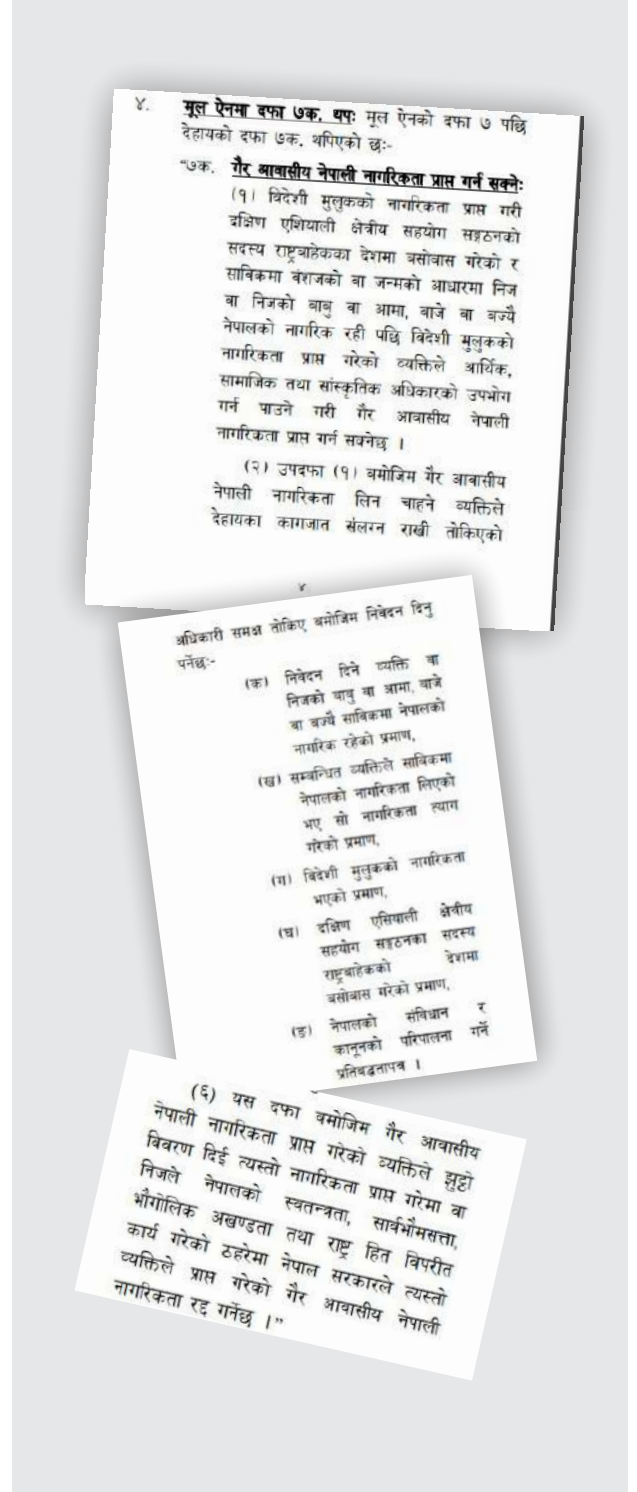 ४. मूल ऐनमा दफा ७क. थपः मूल ऐनको दफा ७ पछि
देहायको दफा ७क. थपिएको छः-
"७क. गैर आवासीय नेपाली नागरिकता प्राप्त गर्न सक्नेः
(१) विदेशी मुलुकको नागरिकता प्राप्त गरी
दक्षिण एशियाली क्षेत्रीय सहयोग सङ्गठनको
सदस्य राष्ट्रबाहेकका देशमा बसोवास गरेको र
साविकमा वंशजको वा जन्मको आधारमा निज
वा निजको बाबु वा आमा, बाजे वा बज्यै
नेपालको नागरिक रही पछि विदेशी मुलुकको
नागरिकता प्राप्त गरेको व्यक्तिले आर्थिक,
सामाजिक तथा सांस्कृतिक अधिकारको उपभोग
गर्न पाउने गरी गैर आवासीय नेपाली
नागरिकता प्राप्त गर्न सक्नेछ ।
(२) उपदफा (१) बमोजिम गैर आवासीय
नेपाली नागरिकता लिन चाहने व्यक्तिले
देहायका कागजात संलग्न राखी तोकिएको
४
अधिकारी समक्ष तोकिए बमोजिम निवेदन दिनु
पर्नेछः-
(क) निवेदन दिने व्यक्ति वा
निजको बाबु वा आमा, बाजे
वा बज्यै साविकमा नेपालको
नागरिक रहेको प्रमाण,
(ख) सम्बन्धित व्यक्तिले साविकमा
नेपालको नागरिकता लिएको
भए सो नागरिकता त्याग
गरेको प्रमाण,
(ग) विदेशी मुलुकको नागरिकता
भएको प्रमाण,
(घ) दक्षिण एसियाली क्षेत्रीय
सहयोग सङ्गठनका सदस्य
राष्ट्रबाहेकको देशमा
बसोबास गरेको प्रमाण,
(ङ) नेपालको संविधान र
कानूनको परिपालना गर्ने
प्रतिबद्धतापत्र ।
(६) यस दफा बमोजिम गैर आवासीय
नेपाली नागरिकता प्राप्त गरेको व्यक्तिले झुट्टो
विवरण दिई त्यस्तो नागरिकता प्राप्त गरेमा वा
निजले नेपालको स्वतन्त्रता, सार्वभौमसत्ता,
भौगोलिक अखण्डता तथा राष्ट्र हित विपरीत
कार्य गरेको ठहरेमा नेपाल सरकारले त्यस्तो
व्यक्तिले प्राप्त गरेको गैर आवासीय नेपाली
नागरिकता रद्द गर्नेछ ।"